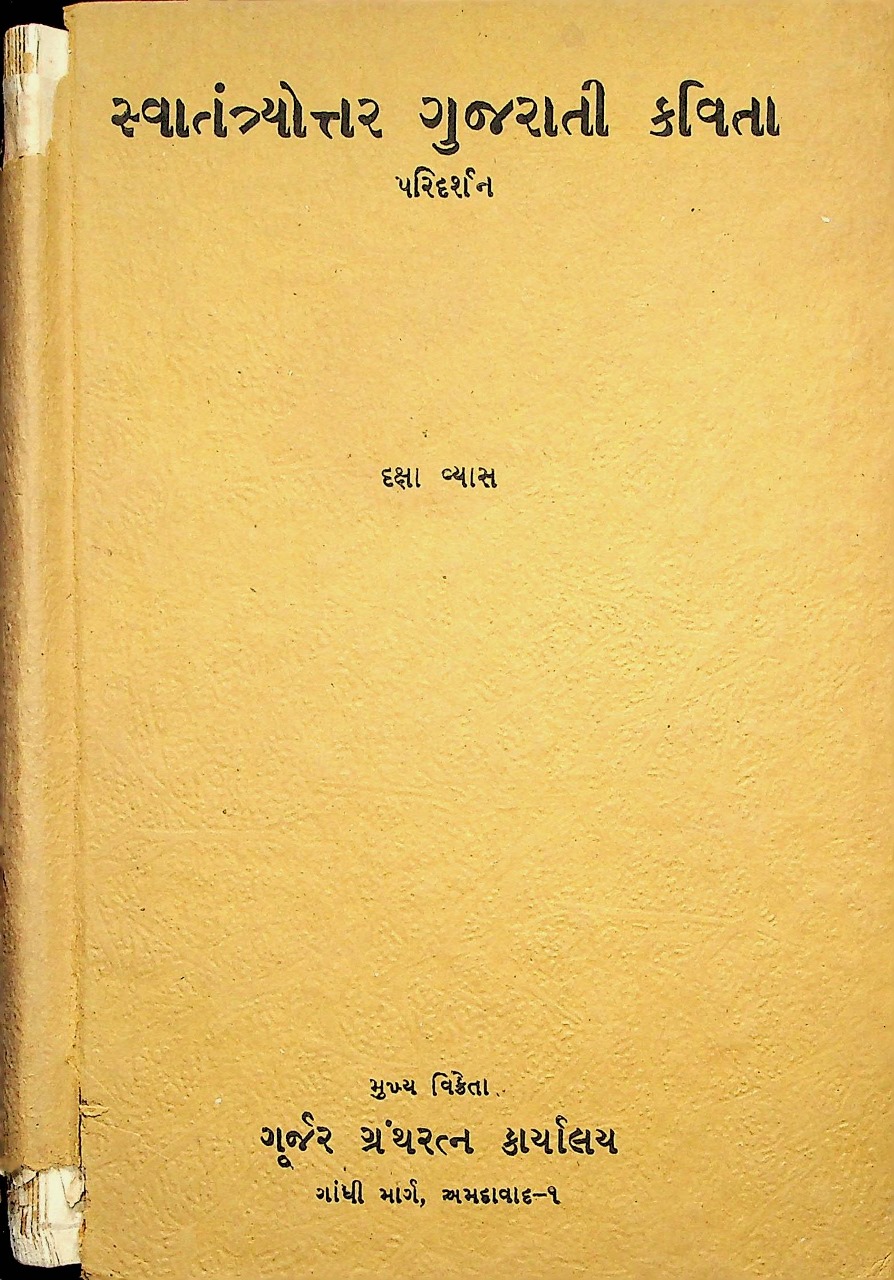 સ્વાતંત્ર્યોત્તર ગુજરાતી કવિતા
પરિદર્શન
દક્ષા વ્યાસ
મુખ્ય વિક્રેતા
ગૂર્જર ગ્રંથરત્ન કાર્યાલય
ગાંધી માર્ગ, અમદાવાદ–૧